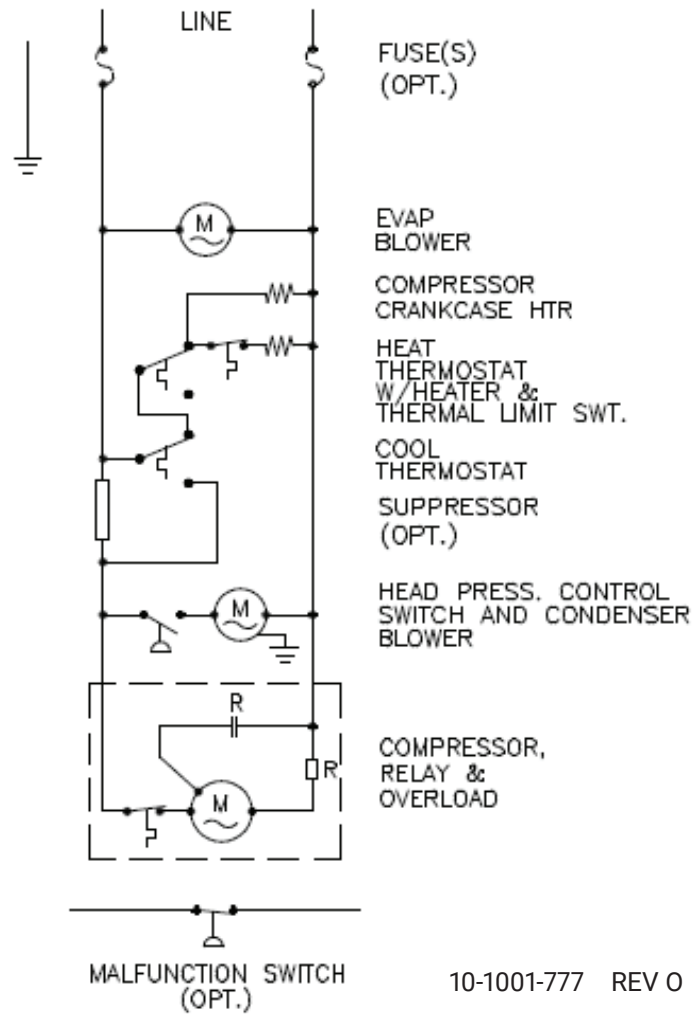 LINE
FUSE(S)
(OPT.)
M
EVAP
BLOWER
COMPRESSOR
CRANKCASE HTR
HEAT
THERMOSTAT
W/HEATER &
THERMAL LIMIT SWT.
COOL
THERMOSTAT
SUPPRESSOR
(OPT.)
M
HEAD PRESS. CONTROL
SWITCH AND CONDENSER
BLOWER
R
R
M
COMPRESSOR,
RELAY &
OVERLOAD
MALFUNCTION SWITCH
(OPT.)
10-1001-777 REV O